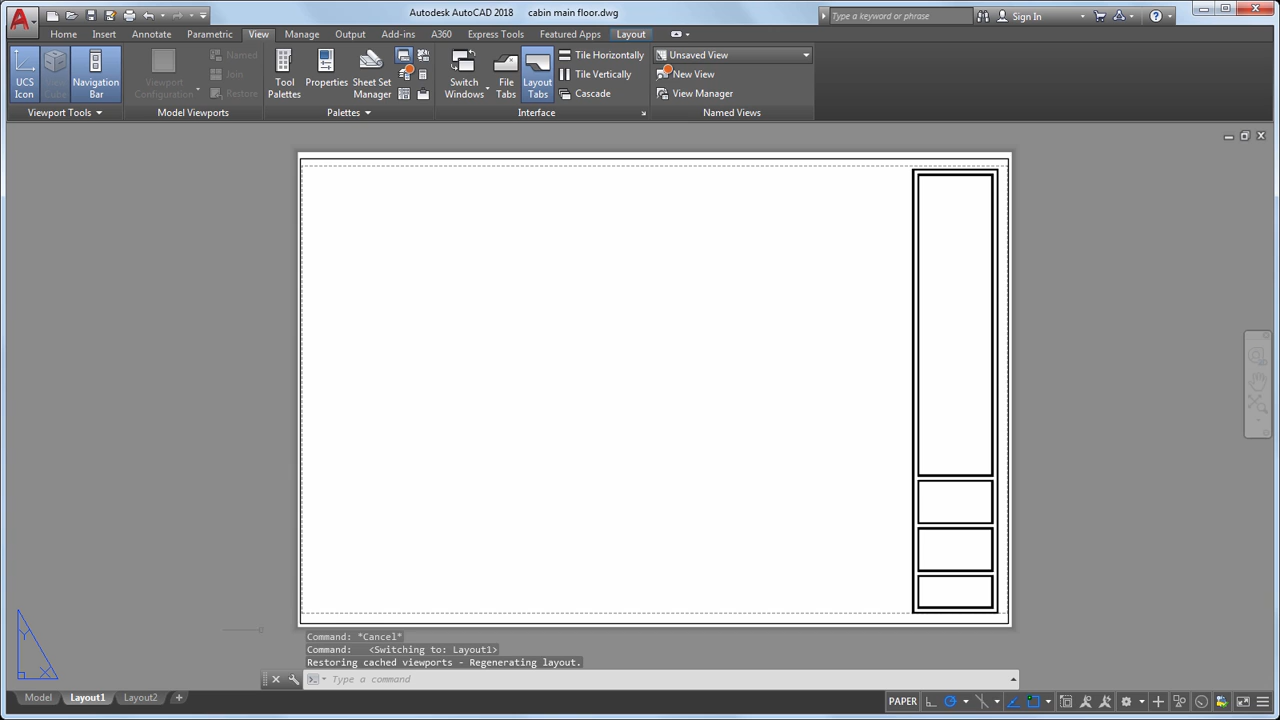 Autodesk AutoCAD 2018 cabin main floor.dwg
Type a keyword or phrase
Sign In
Home Insert Annotate Parametric View Manage Output Add-ins A360 Express Tools Featured Apps Layout
UCS Icon
Navigation Bar
Viewport Configuration
Named
Join
Restore
Tool Palettes
Properties
Sheet Set Manager
Switch Windows
File Tabs
Layout Tabs
Tile Horizontally
Tile Vertically
Cascade
Unsaved View
New View
View Manager
Viewport Tools Model Viewports Palettes Interface Named Views
Y
X
Command: *Cancel*
Command: <Switching to: Layout1>
Restoring cached viewports - Regenerating layout.
Type a command
Model Layout1 Layout2 +
PAPER